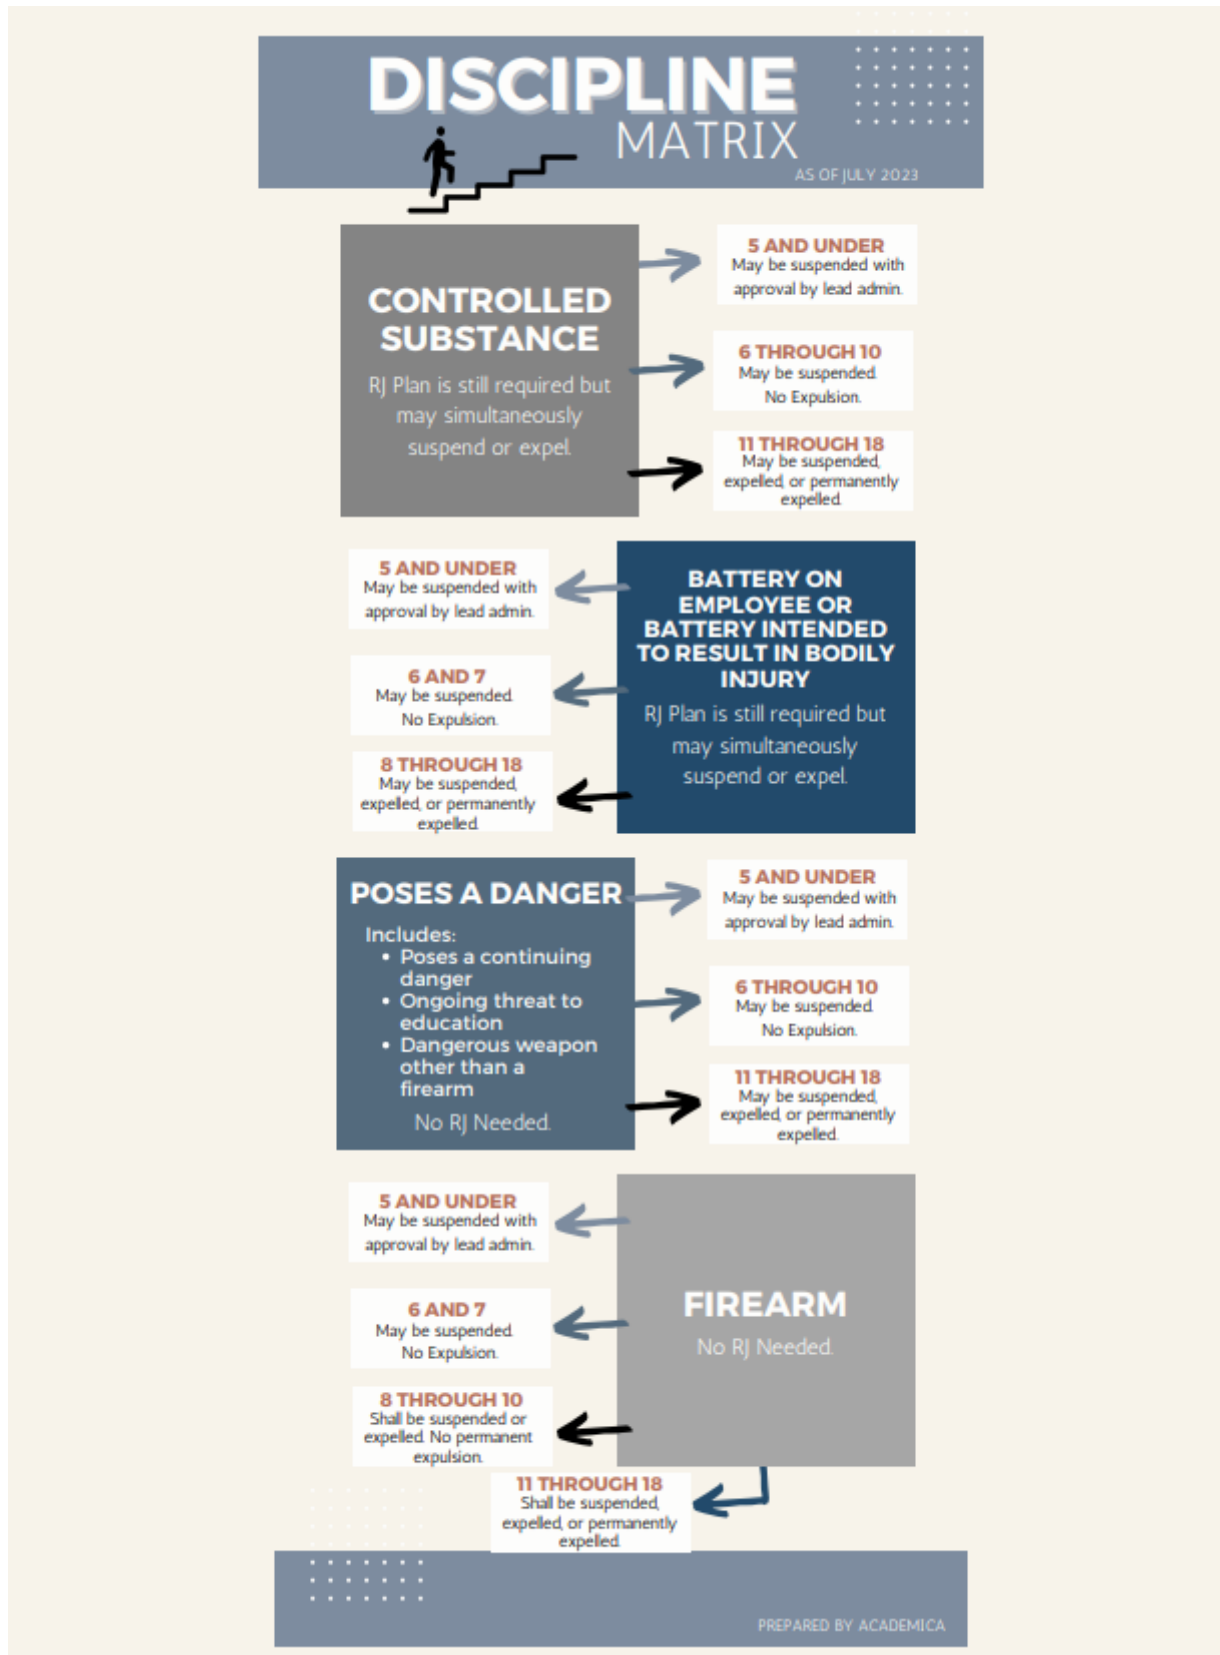 DISCIPLINE
MATRIX
AS OF JULY 2023
CONTROLLED
SUBSTANCE
RJ Plan is still required but
may simultaneously
suspend or expel.
5 AND UNDER
May be suspended with
approval by lead admin.
6 THROUGH 10
May be suspended.
No Expulsion.
11 THROUGH 18
May be suspended,
expelled, or permanently
expelled.
BATTERY ON
EMPLOYEE OR
BATTERY INTENDED
TO RESULT IN BODILY
INJURY
RJ Plan is still required but
may simultaneously
suspend or expel.
5 AND UNDER
May be suspended with
approval by lead admin.
6 AND 7
May be suspended.
No Expulsion.
8 THROUGH 18
May be suspended,
expelled, or permanently
expelled.
POSES A DANGER
Includes:
• Poses a continuing
danger
• Ongoing threat to
education
• Dangerous weapon
other than a
firearm
No RJ Needed.
5 AND UNDER
May be suspended with
approval by lead admin.
6 THROUGH 10
May be suspended.
No Expulsion.
11 THROUGH 18
May be suspended,
expelled, or permanently
expelled.
FIREARM
No RJ Needed.
5 AND UNDER
May be suspended with
approval by lead admin.
6 AND 7
May be suspended.
No Expulsion.
8 THROUGH 10
Shall be suspended or
expelled. No permanent
expulsion.
11 THROUGH 18
Shall be suspended,
expelled, or permanently
expelled.
PREPARED BY ACADEMICA